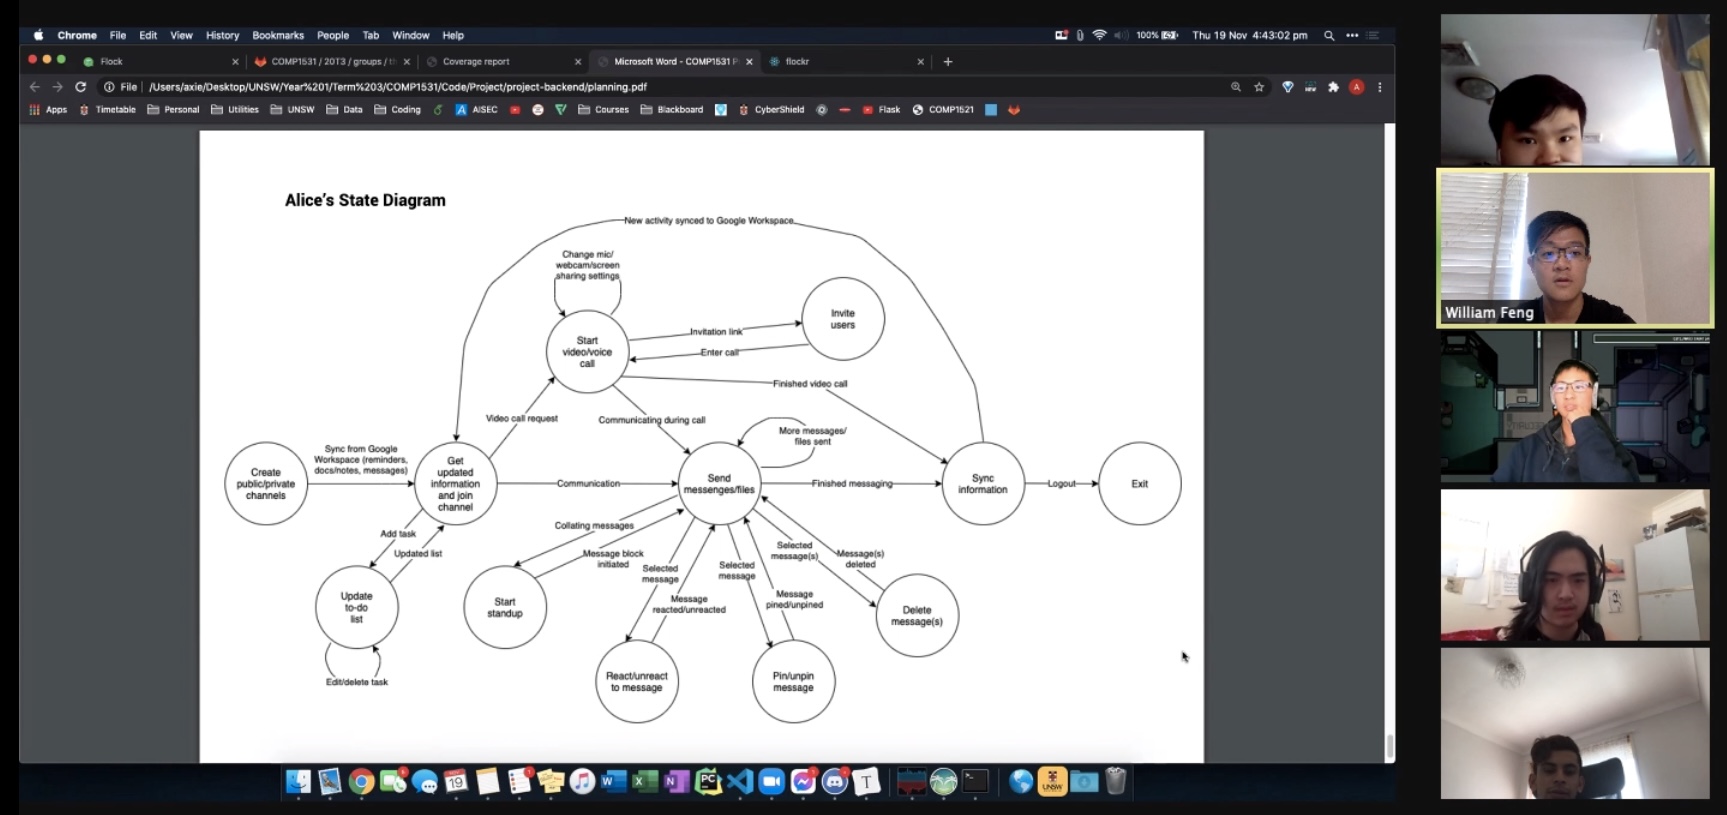 Chrome File Edit View History Bookmarks People Tab Window Help 100% Thu 19 Nov 4:43:02 pm
Flock COMP1531 / 20T3 / groups / th Coverage report Microsoft Word - COMP1531 P flockr
File /Users/axie/Desktop/UNSW/Year%201/Term%203/COMP1531/Code/Project/project-backend/planning.pdf
Apps Timetable Personal Utilities UNSW Data Coding AISEC Courses Blackboard CyberShield Flask COMP1521
Alice's State Diagram
New activity synced to Google Workspace
Change mic/
webcam/screen
sharing settings
Invite
users
Start
video/voice
call
Invitation link
Enter call
Finished video call
Video call request
Communicating during call
More messages/
files sent
Sync from Google
Workspace (reminders,
docs/notes, messages)
Create
public/private
channels
Get
updated
information
and join
channel
Communication
Send
messenges/files
Finished messaging
Sync
information
Logout
Exit
Add task
Updated list
Collating messages
Message block
initiated
Selected
message
Selected
message
Selected
message(s)
Message(s)
deleted
Message
reacted/unreacted
Message
pined/unpined
Update
to-do
list
Start
standup
Delete
message(s)
Edit/delete task
React/unreact
to message
Pin/unpin
message
19
PC
UNSW
William Feng